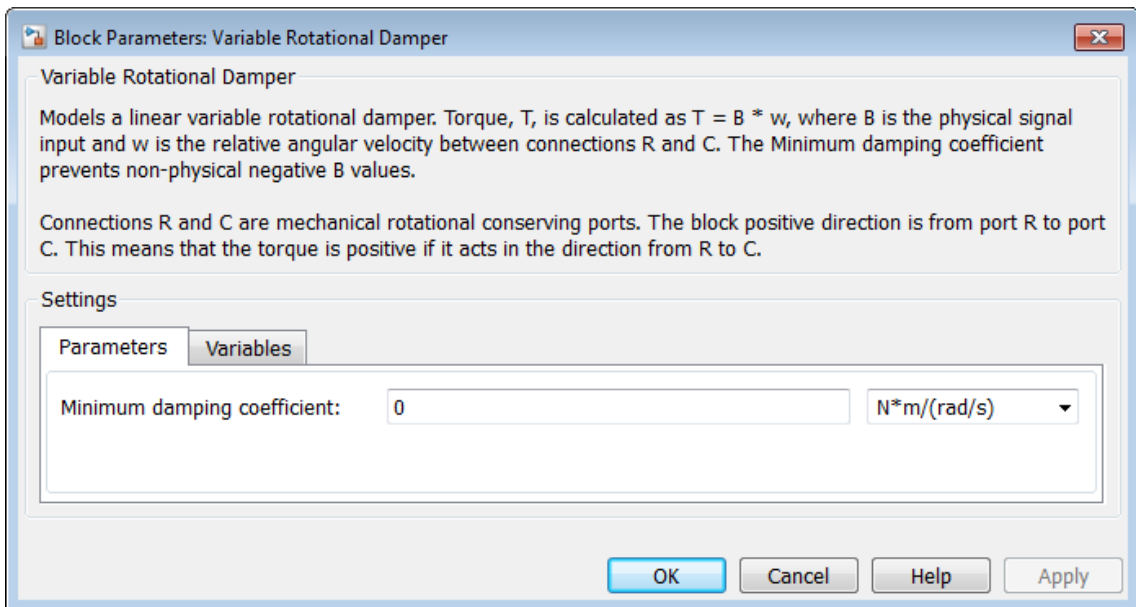 Block Parameters: Variable Rotational Damper
Variable Rotational Damper
Models a linear variable rotational damper. Torque, T, is calculated as T = B * w, where B is the physical signal
input and w is the relative angular velocity between connections R and C. The Minimum damping coefficient
prevents non-physical negative B values.
Connections R and C are mechanical rotational conserving ports. The block positive direction is from port R to port
C. This means that the torque is positive if it acts in the direction from R to C.
Settings
Parameters Variables
Minimum damping coefficient: 0 N*m/(rad/s)
OK Cancel Help Apply